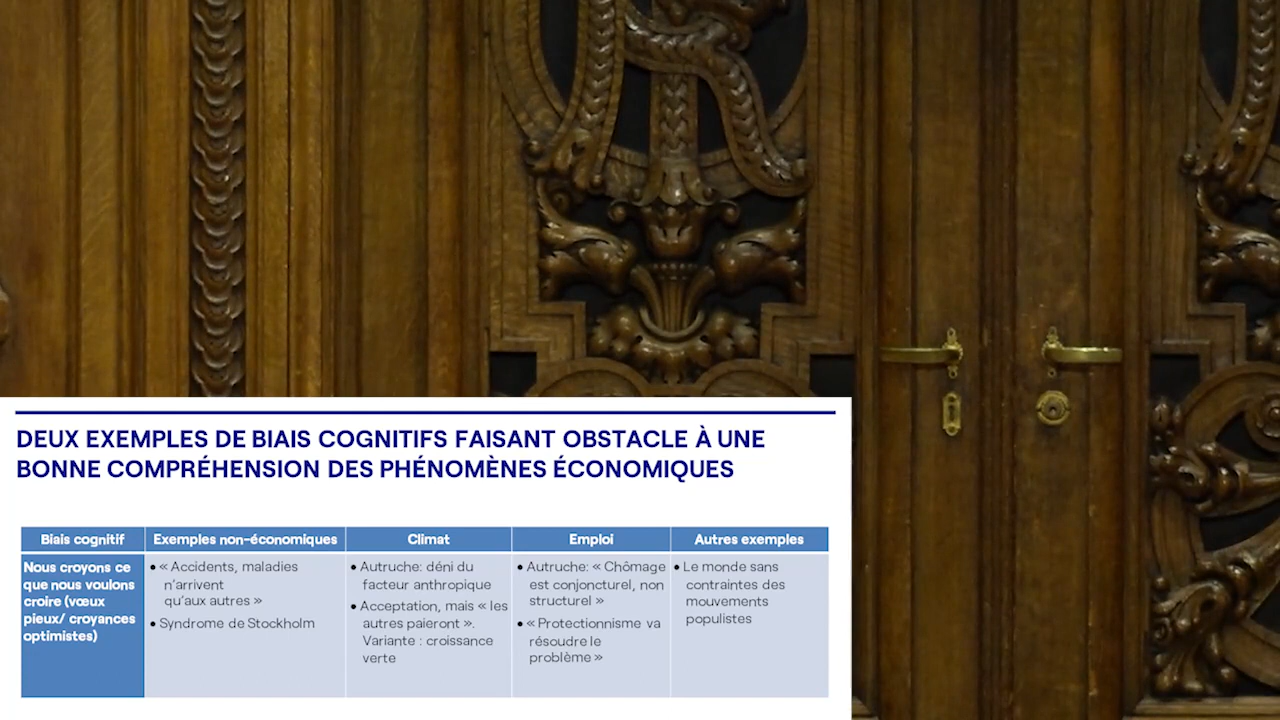 DEUX EXEMPLES DE BIAIS COGNITIFS FAISANT OBSTACLE À UNE
BONNE COMPRÉHENSION DES PHÉNOMÈNES ÉCONOMIQUES
Biais cognitif
Exemples non-économiques
Climat
Emploi
Autres exemples
Nous croyons ce
que nous voulons
croire (vœux
pieux/ croyances
optimistes)
• « Accidents, maladies
n’arrivent
qu’aux autres »
• Syndrome de Stockholm
• Autruche: déni du
facteur anthropique
• Acceptation, mais « les
autres paieront ».
Variante : croissance
verte
• Autruche: « Chômage
est conjoncturel, non
structurel »
• « Protectionnisme va
résoudre le
problème »
• Le monde sans
contraintes des
mouvements
populistes